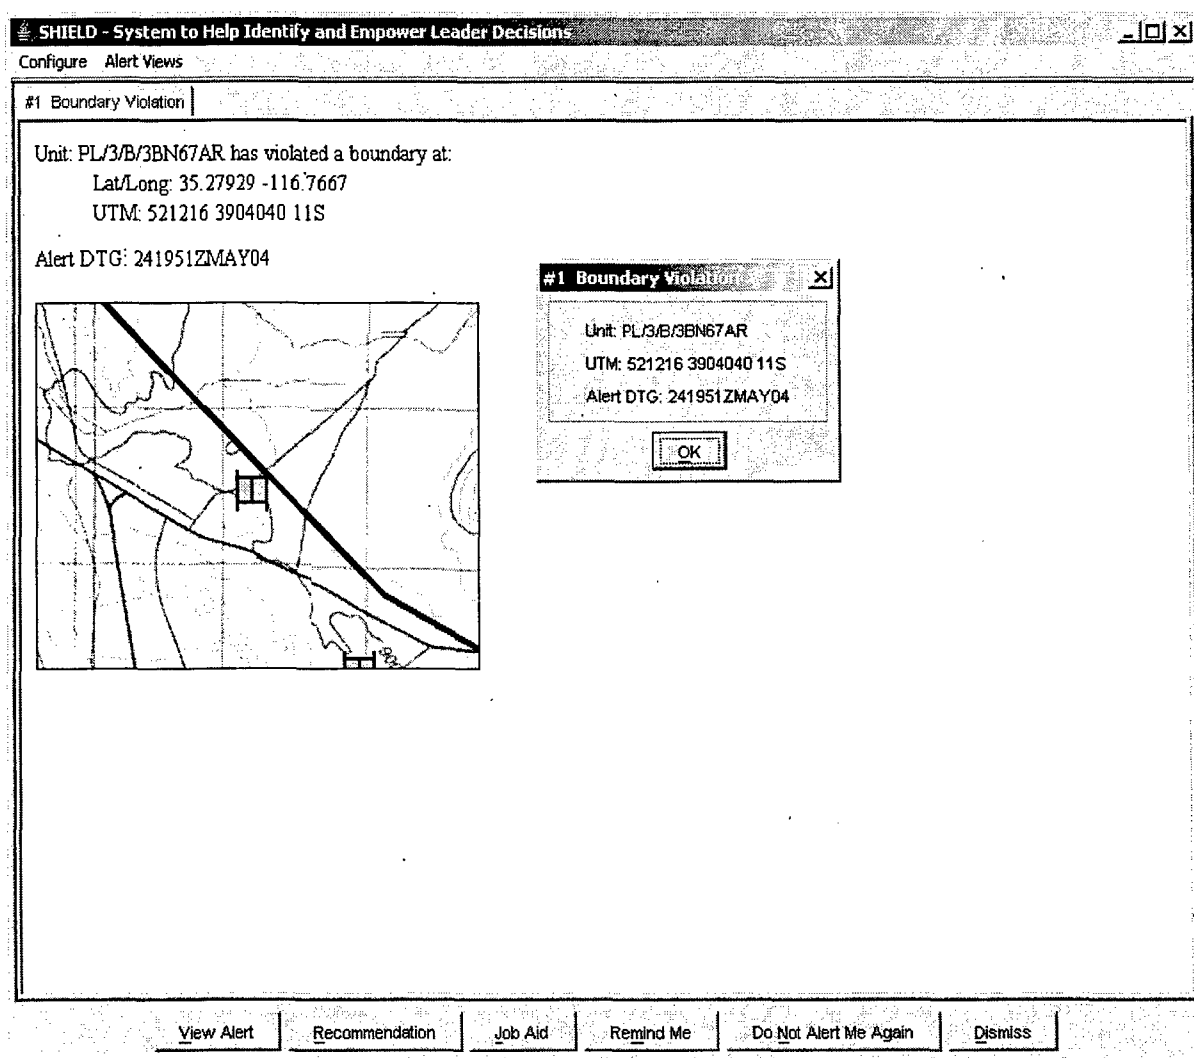 SHIELD - System to Help Identify and Empower Leader Decisions
Configure Alert Views
#1 Boundary Violation
Unit: PL/3/B/3BN67AR has violated a boundary at:
Lat/Long: 35.27929 -116.7667
UTM: 521216 3904040 11S
Alert DTG: 241951ZMAY04
#1 Boundary Violation
Unit: PL/3/B/3BN67AR
UTM: 521216 3904040 11S
Alert DTG: 241951ZMAY04
OK
View Alert Recommendation Job Aid Remind Me Do Not Alert Me Again Dismiss